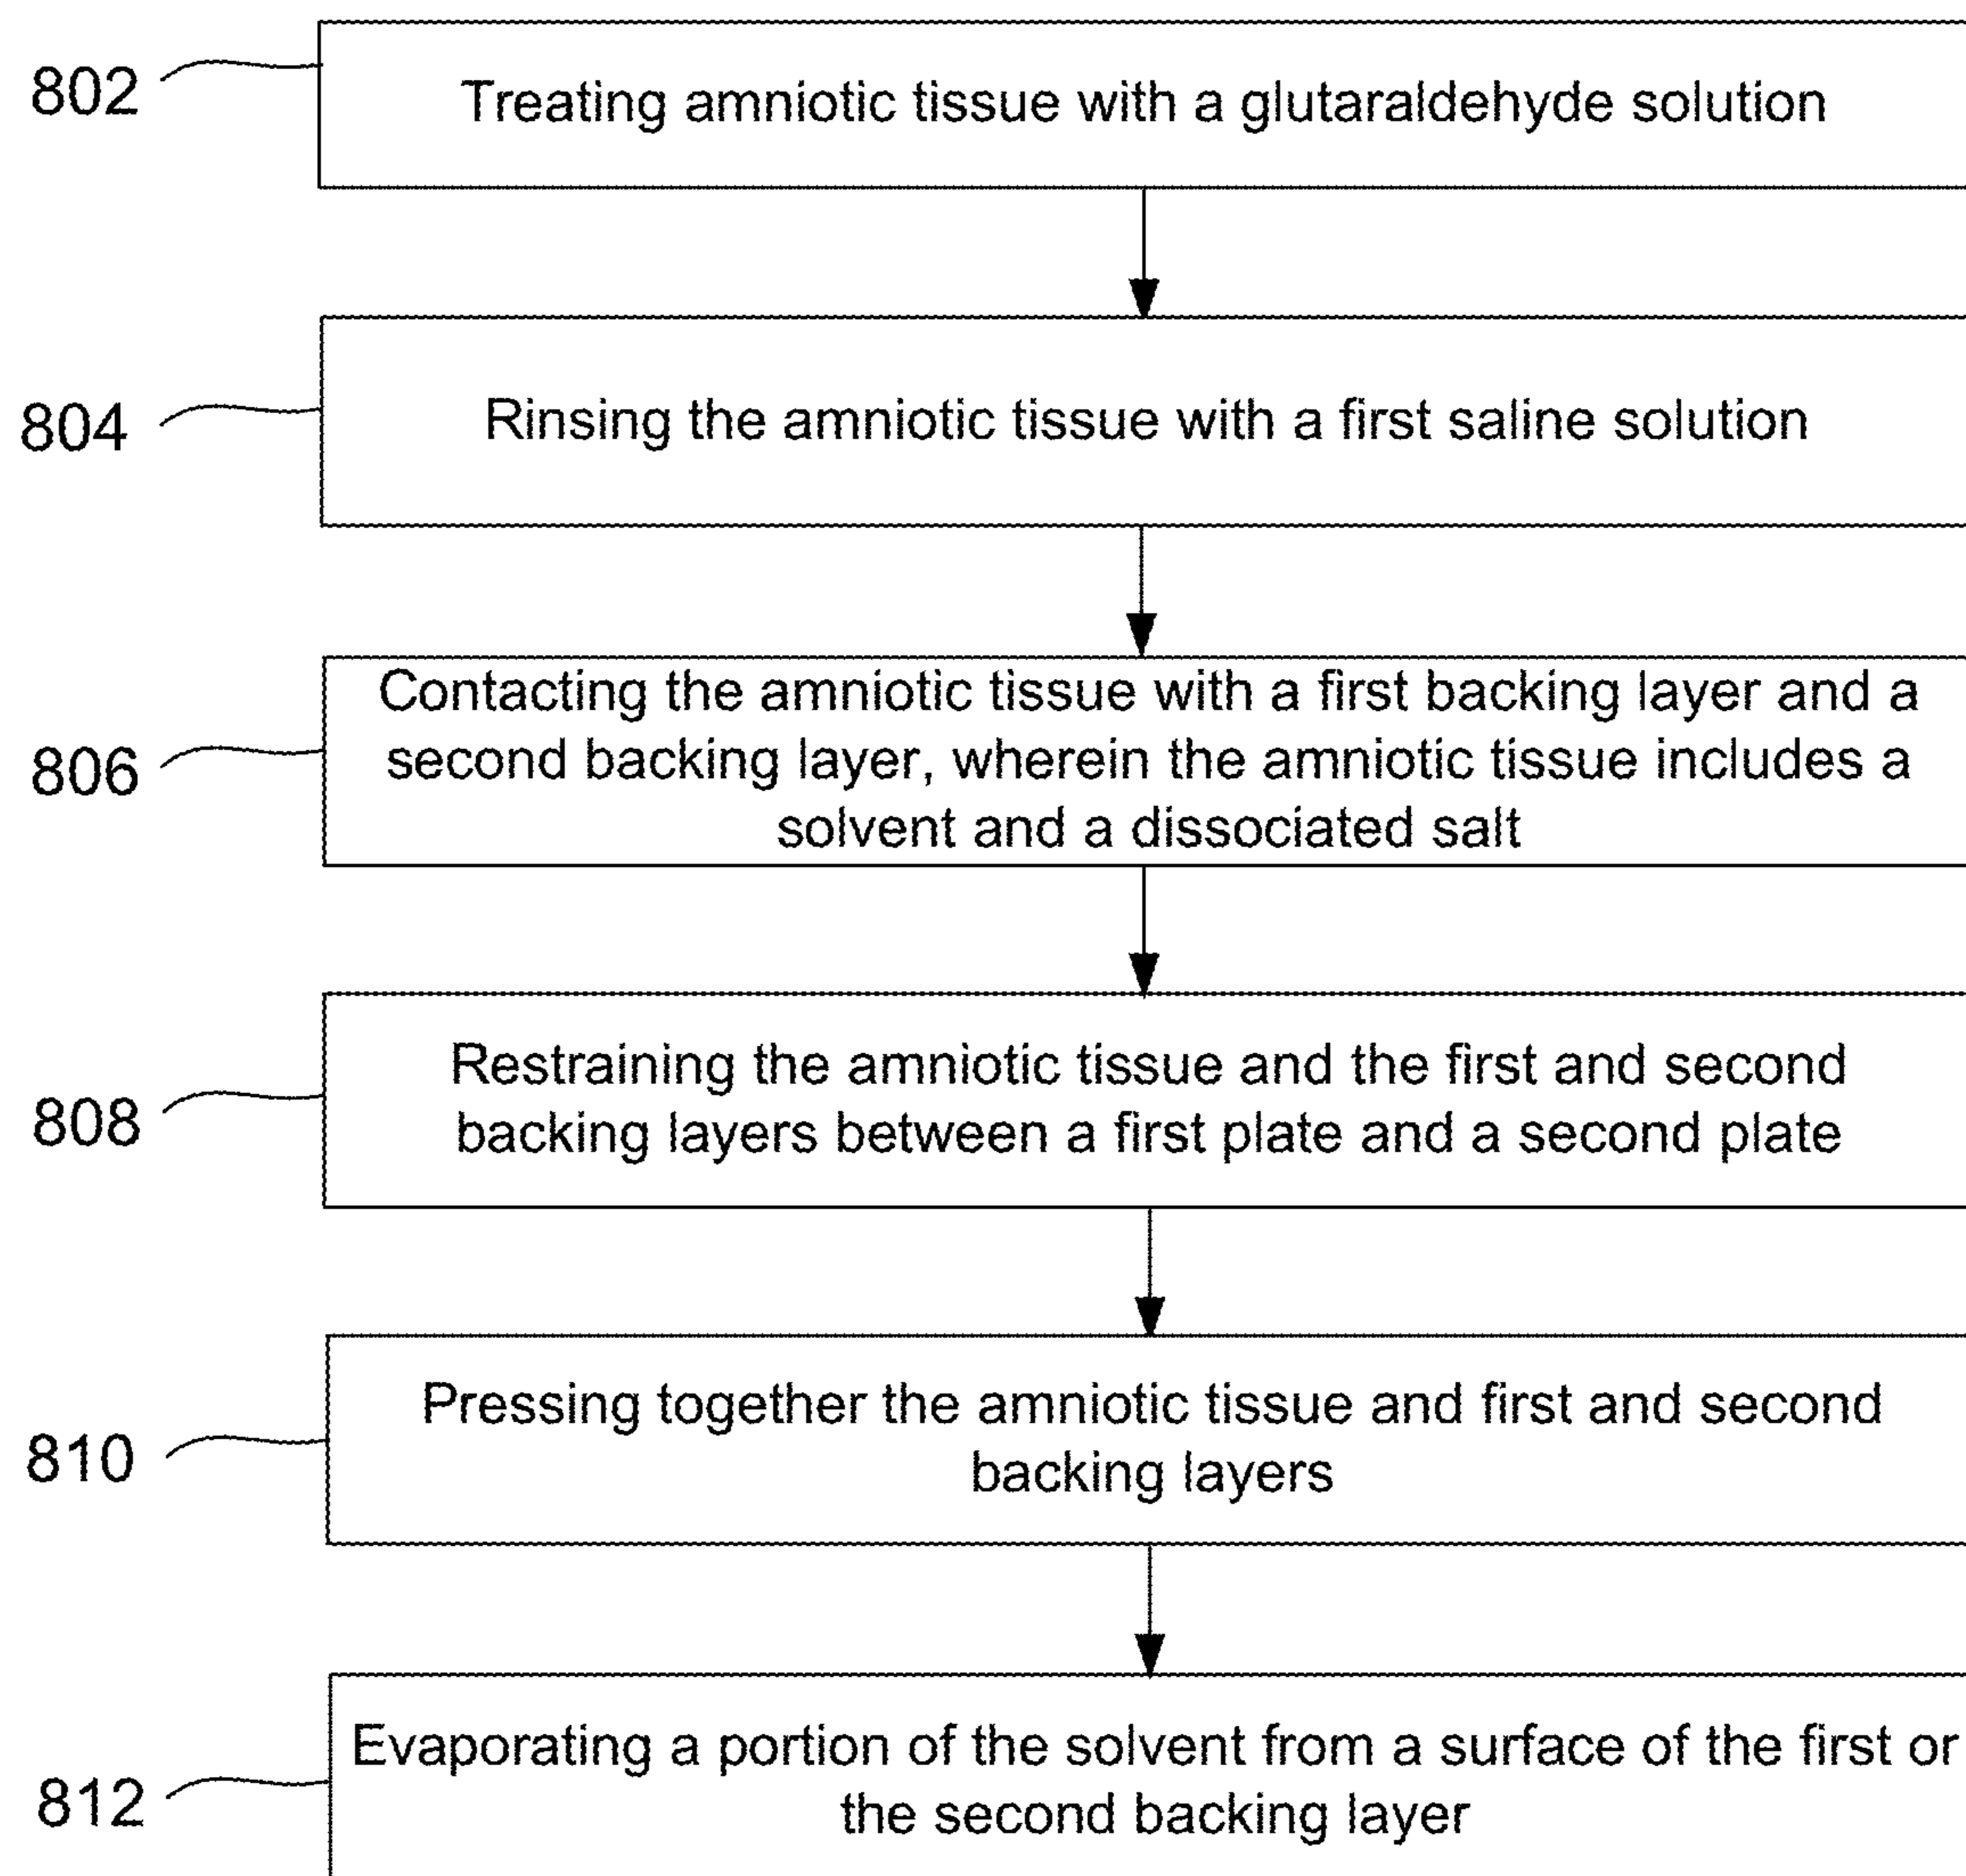 802
Treating amniotic tissue with a glutaraldehyde solution
804
Rinsing the amniotic tissue with a first saline solution
806
Contacting the amniotic tissue with a first backing layer and a
second backing layer, wherein the amniotic tissue includes a
solvent and a dissociated salt
808
Restraining the amniotic tissue and the first and second
backing layers between a first plate and a second plate
810
Pressing together the amniotic tissue and first and second
backing layers
812
Evaporating a portion of the solvent from a surface of the first or
the second backing layer